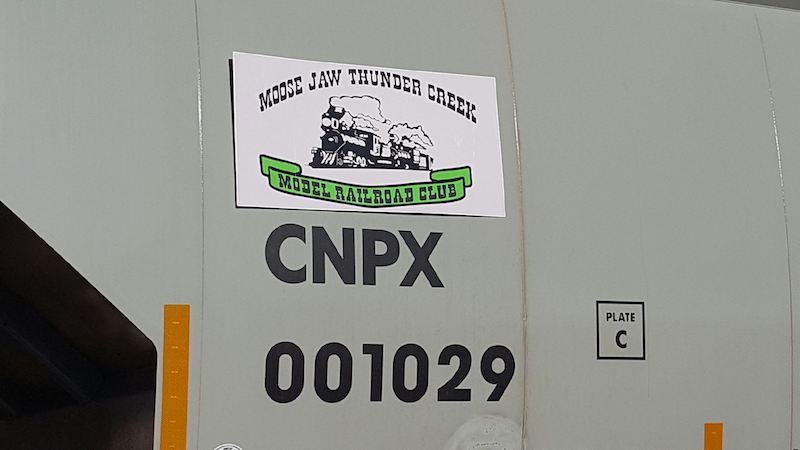 MOOSE JAW THUNDER CREEK
MODEL RAILROAD CLUB
CNPX
001029
PLATE
C